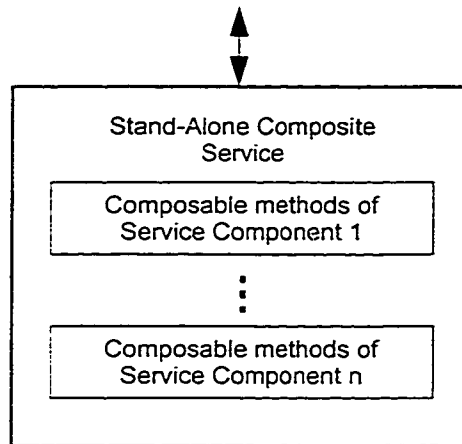 Stand-Alone Composite
Service
Composable methods of
Service Component 1
Composable methods of
Service Component n